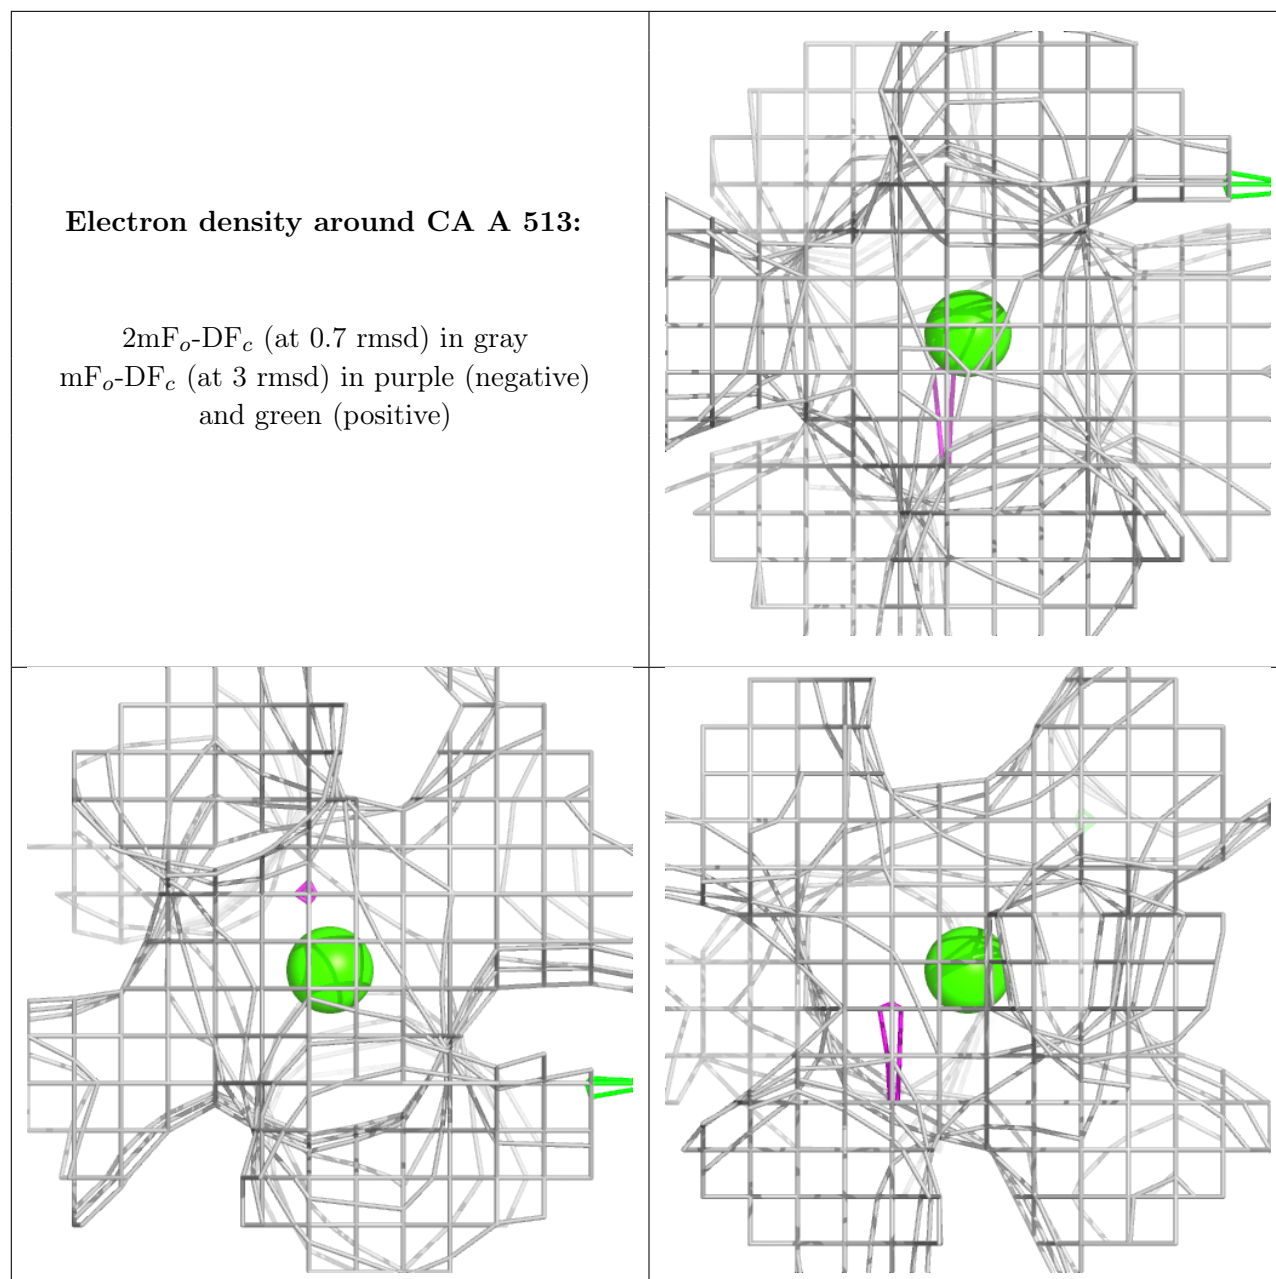 Electron density around CA A 513:
2mFo-DFc (at 0.7 rmsd) in gray
mFo-DFc (at 3 rmsd) in purple (negative)
and green (positive)